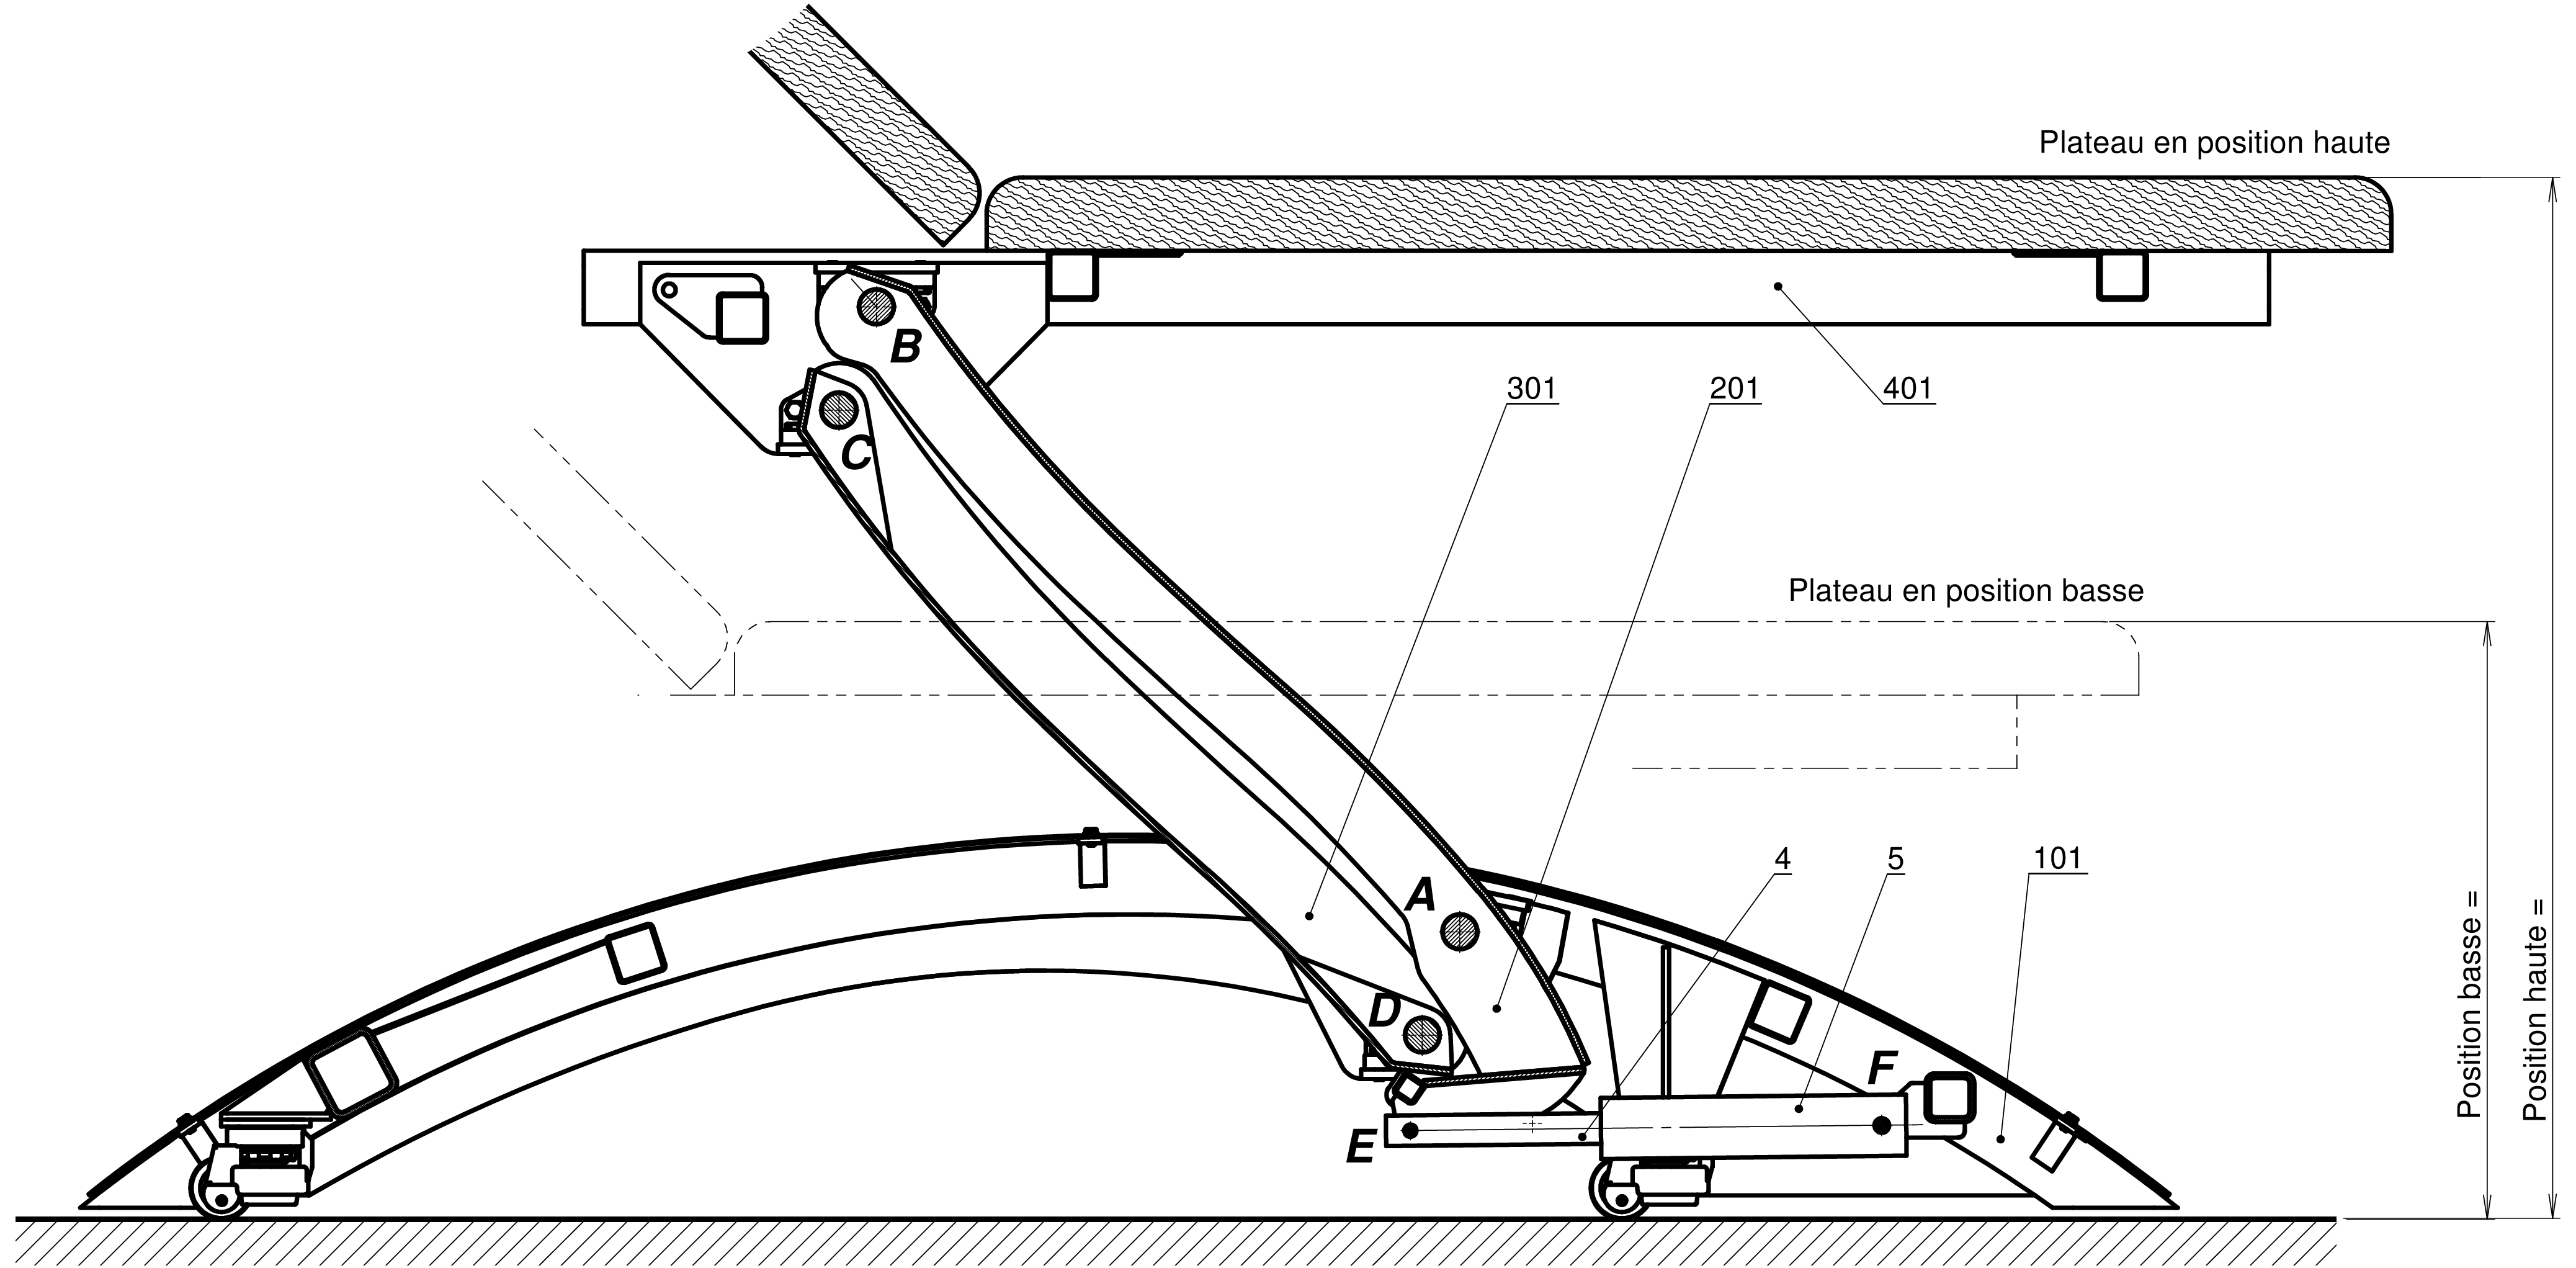 Plateau en position haute
B
301
201
401
C
Plateau en position basse
A
4
5
101
D
F
E
Position basse =
Position haute =